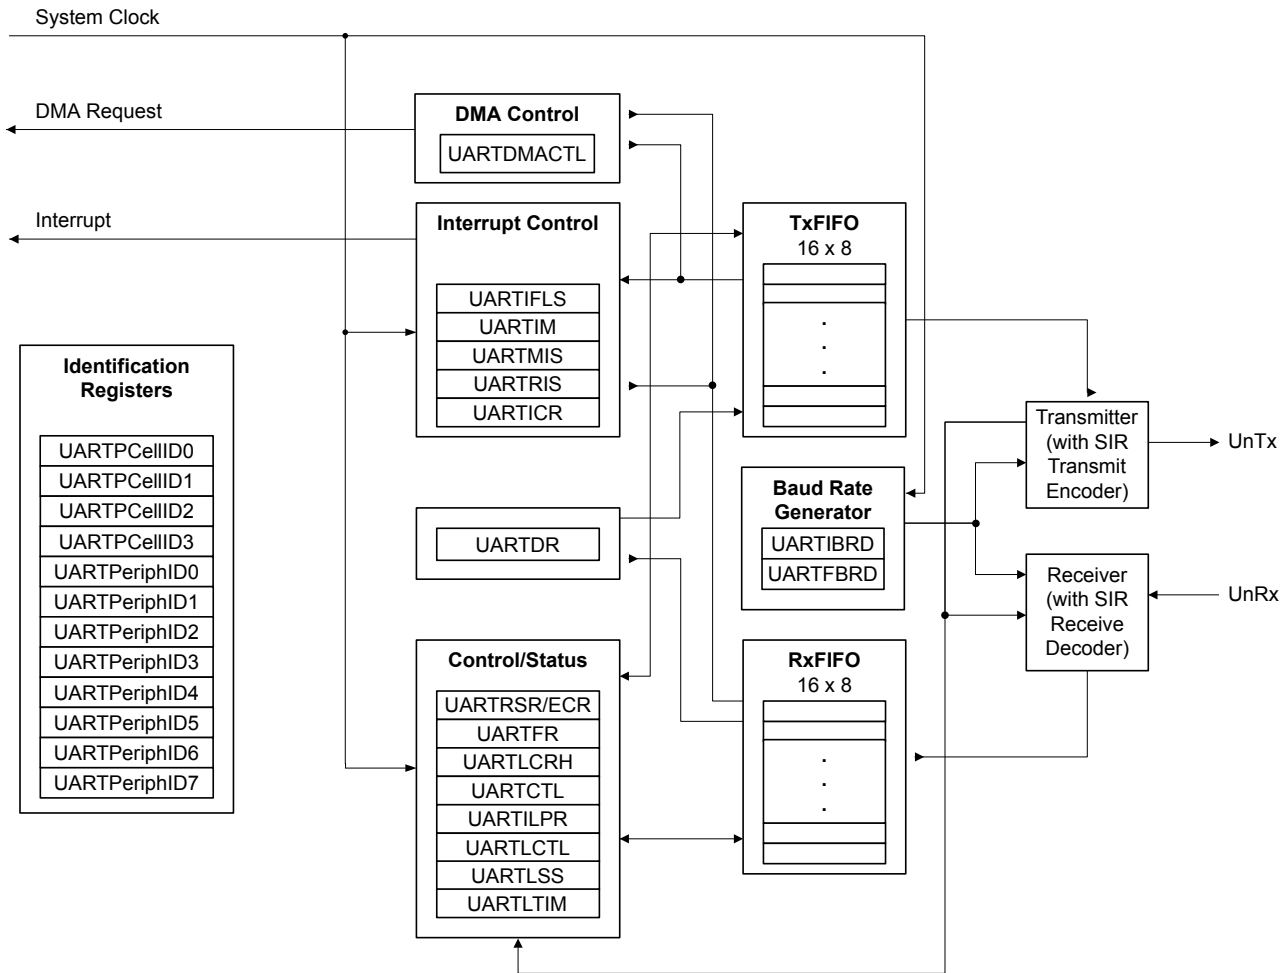 System Clock
DMA Request
DMA Control
UARTDMACTL
Interrupt
Interrupt Control
UARTIFLS
UARTIM
UARTMIS
UARTRIS
UARTICR
TxFIFO
16 x 8
.
.
.
Identification
Registers
UARTPCellID0
UARTPCellID1
UARTPCellID2
UARTPCellID3
UARTPeriphID0
UARTPeriphID1
UARTPeriphID2
UARTPeriphID3
UARTPeriphID4
UARTPeriphID5
UARTPeriphID6
UARTPeriphID7
Transmitter
(with SIR
Transmit
Encoder)
UnTx
Baud Rate
Generator
UARTIBRD
UARTFBRD
UARTDR
Receiver
(with SIR
Receive
Decoder)
UnRx
Control/Status
UARTRSR/ECR
UARTFR
UARTLCRH
UARTCTL
UARTILPR
UARTLCTL
UARTLSS
UARTLTIM
RxFIFO
16 x 8
.
.
.